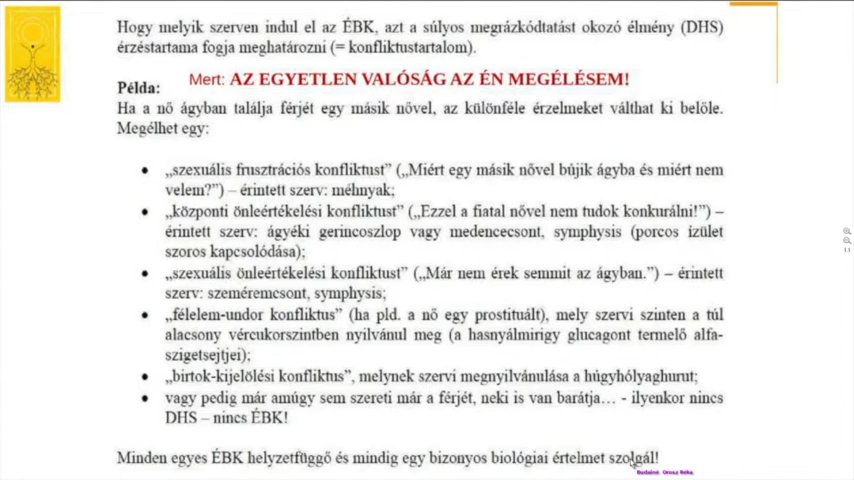 Hogy melyik szerven indul el az ÉBK, azt a súlyos megrázkódtatást okozó élmény (DHS)
érzéstartama fogja meghatározni (= konfliktustartalom).
Mert: AZ EGYETLEN VALÓSÁG AZ ÉN MEGÉLÉSEM!
Példa:
Ha a nő ágyban találja férjét egy másik nővel, az különféle érzelmeket válthat ki belőle.
Megélhet egy:
• „szexuális frusztrációs konfliktust” („Miért egy másik nővel bújik ágyba és miért nem
velem?”) – érintett szerv: méhnyak;
• „központi önleértékelési konfliktust” („Ezzel a fiatal nővel nem tudok konkurálni!”) –
érintett szerv: ágyéki gerincoszlop vagy medencecsont, symphysis (porcos ízület
szoros kapcsolódása);
• „szexuális önleértékelési konfliktust” („Már nem érek semmit az ágyban.”) – érintett
szerv: szeméremcsont, symphysis;
• „félelem-undor konfliktus” (ha pld. a nő egy prostituált), mely szervi szinten a túl
alacsony vércukorszintben nyilvánul meg (a hasnyálmirigy glucagont termelő alfa-
szigetsejtjei);
• „birtok-kijelölési konfliktus”, melynek szervi megnyilvánulása a húgyhólyaghurut;
• vagy pedig már amúgy sem szereti már a férjét, neki is van barátja… - ilyenkor nincs
DHS – nincs ÉBK!
Minden egyes ÉBK helyzetfüggő és mindig egy bizonyos biológiai értelmet szolgál!
Budainé Orosz Réka